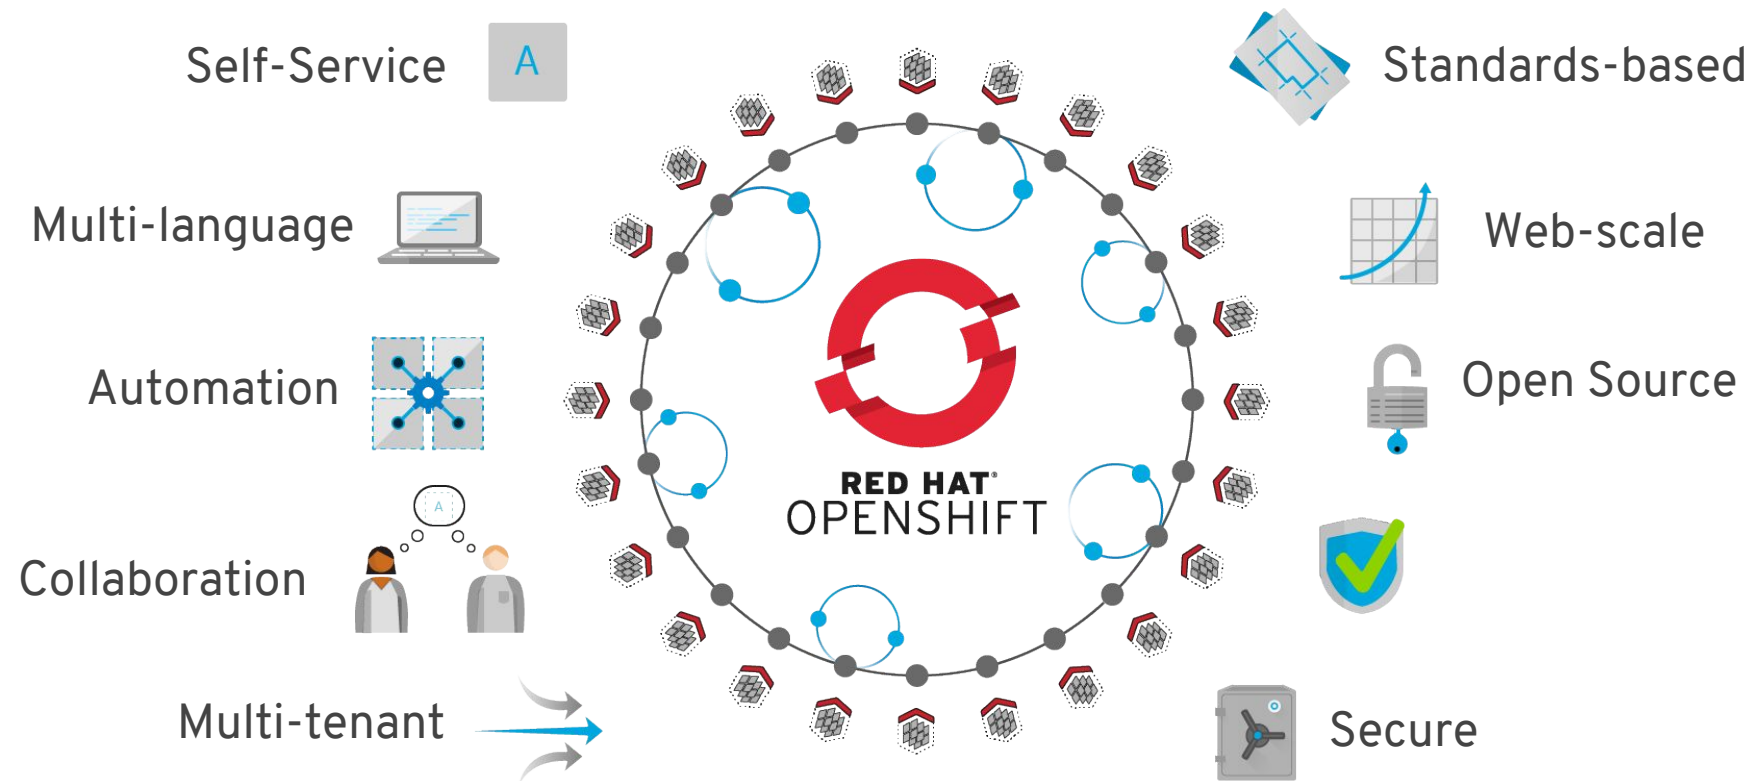 Self-Service
A
Standards-based
Multi-language
Web-scale
Automation
Open Source
RED HAT®
OPENSHIFT
A
Collaboration
Multi-tenant
Secure